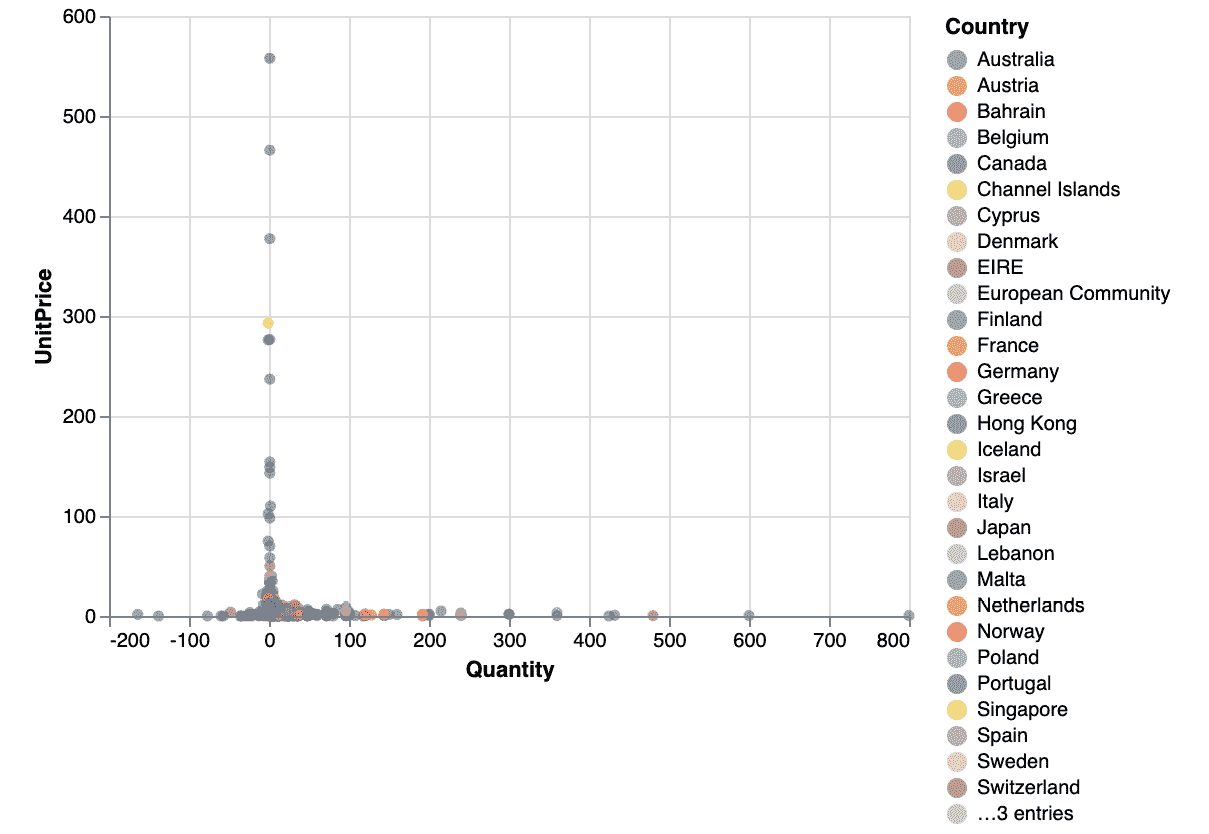 600
500
400
300
200
100
0
UnitPrice
-200 -100 0 100 200 300 400 500 600 700 800
Quantity
Country
Australia
Austria
Bahrain
Belgium
Canada
Channel Islands
Cyprus
Denmark
EIRE
European Community
Finland
France
Germany
Greece
Hong Kong
Iceland
Israel
Italy
Japan
Lebanon
Malta
Netherlands
Norway
Poland
Portugal
Singapore
Spain
Sweden
Switzerland
…3 entries